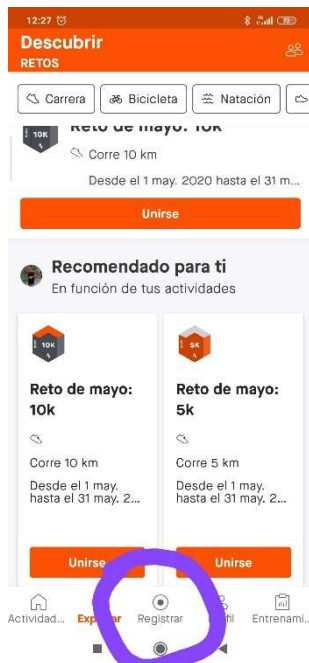 12:27
Descubrir
RETOS
Carrera Bicicleta Natación
Reto de mayo: 10k
10K
Corre 10 km
Desde el 1 may. 2020 hasta el 31 m...
Unirse
Recomendado para ti
En función de tus actividades
10K 5K
Reto de mayo: 10k
Reto de mayo: 5k
Corre 10 km Corre 5 km
Desde el 1 may. hasta el 31 may. 2...
Desde el 1 may. hasta el 31 may. 2...
Unirse Unirse
Actividad... Registrar Entrenami...